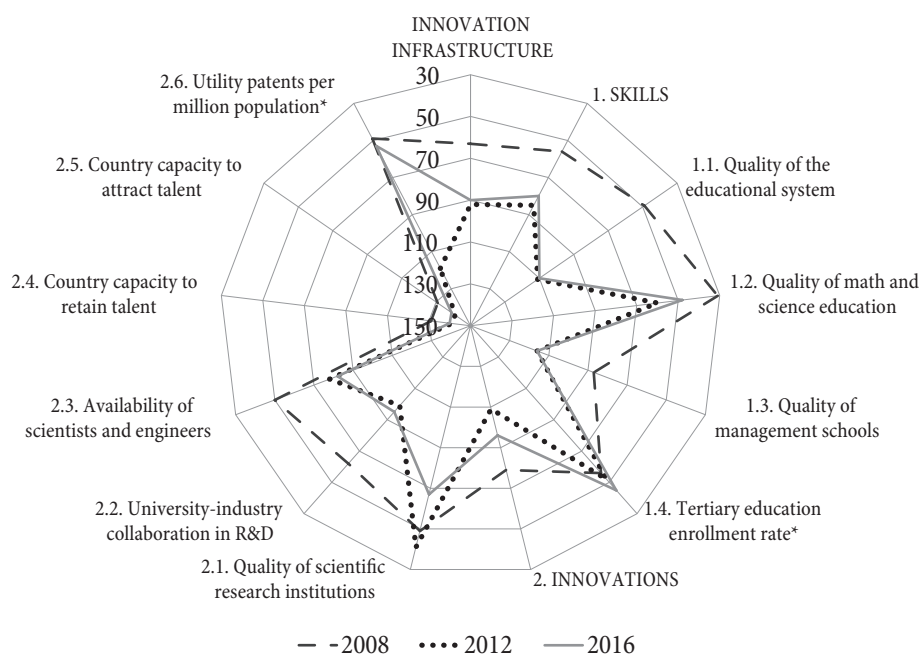 INNOVATION
INFRASTRUCTURE
1. SKILLS
1.1. Quality of the
educational system
1.2. Quality of math and
science education
1.3. Quality of
management schools
1.4. Tertiary education
enrollment rate*
2. INNOVATIONS
2.1. Quality of scientific
research institutions
2.2. University-industry
collaboration in R&D
2.3. Availability of
scientists and engineers
2.4. Country capacity to
retain talent
2.5. Country capacity to
attract talent
2.6. Utility patents per
million population*
30
50
70
90
110
130
150
2008 2012 2016